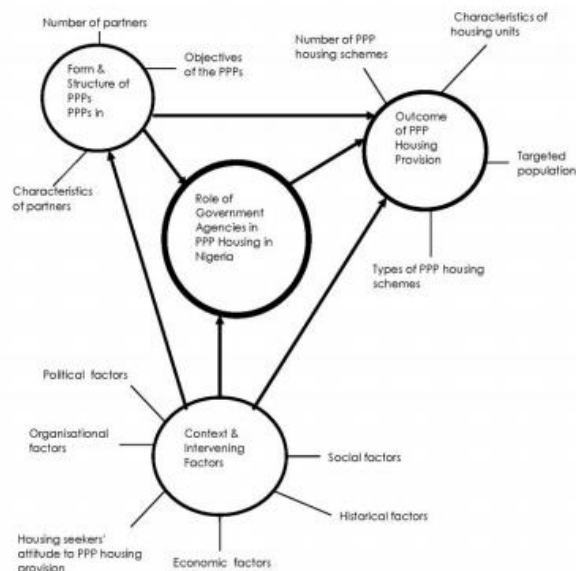 Number of partners
Form &
Structure of
PPPs
PPPs in
Objectives
of the PPPs
Characteristics
of partners
Number of PPP
housing schemes
Characteristics of
housing units
Outcome
of PPP
Housing
Provision
Targeted
population
Types of PPP housing
schemes
Role of
Government
Agencies in
PPP Housing in
Nigeria
Political factors
Organisational
factors
Context &
Intervening
Factors
Social factors
Historical factors
Housing seekers'
attitude to PPP housing
provision
Economic factors